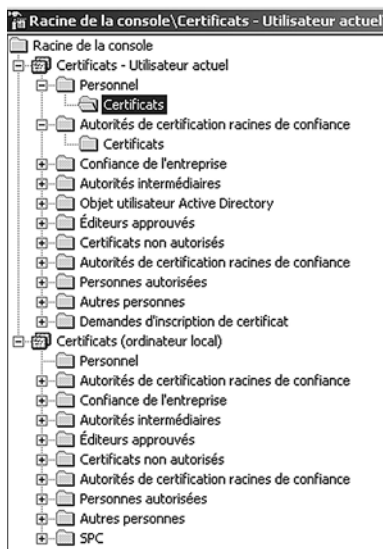 Racine de la console\Certificats - Utilisateur actuel
Racine de la console
Certificats - Utilisateur actuel
Personnel
Certificats
Autorités de certification racines de confiance
Certificats
Confiance de l'entreprise
Autorités intermédiaires
Objet utilisateur Active Directory
Éditeurs approuvés
Certificats non autorisés
Autorités de certification racines de confiance
Personnes autorisées
Autres personnes
Demandes d'inscription de certificat
Certificats (ordinateur local)
Personnel
Autorités de certification racines de confiance
Confiance de l'entreprise
Autorités intermédiaires
Éditeurs approuvés
Certificats non autorisés
Autorités de certification racines de confiance
Personnes autorisées
Autres personnes
SPC